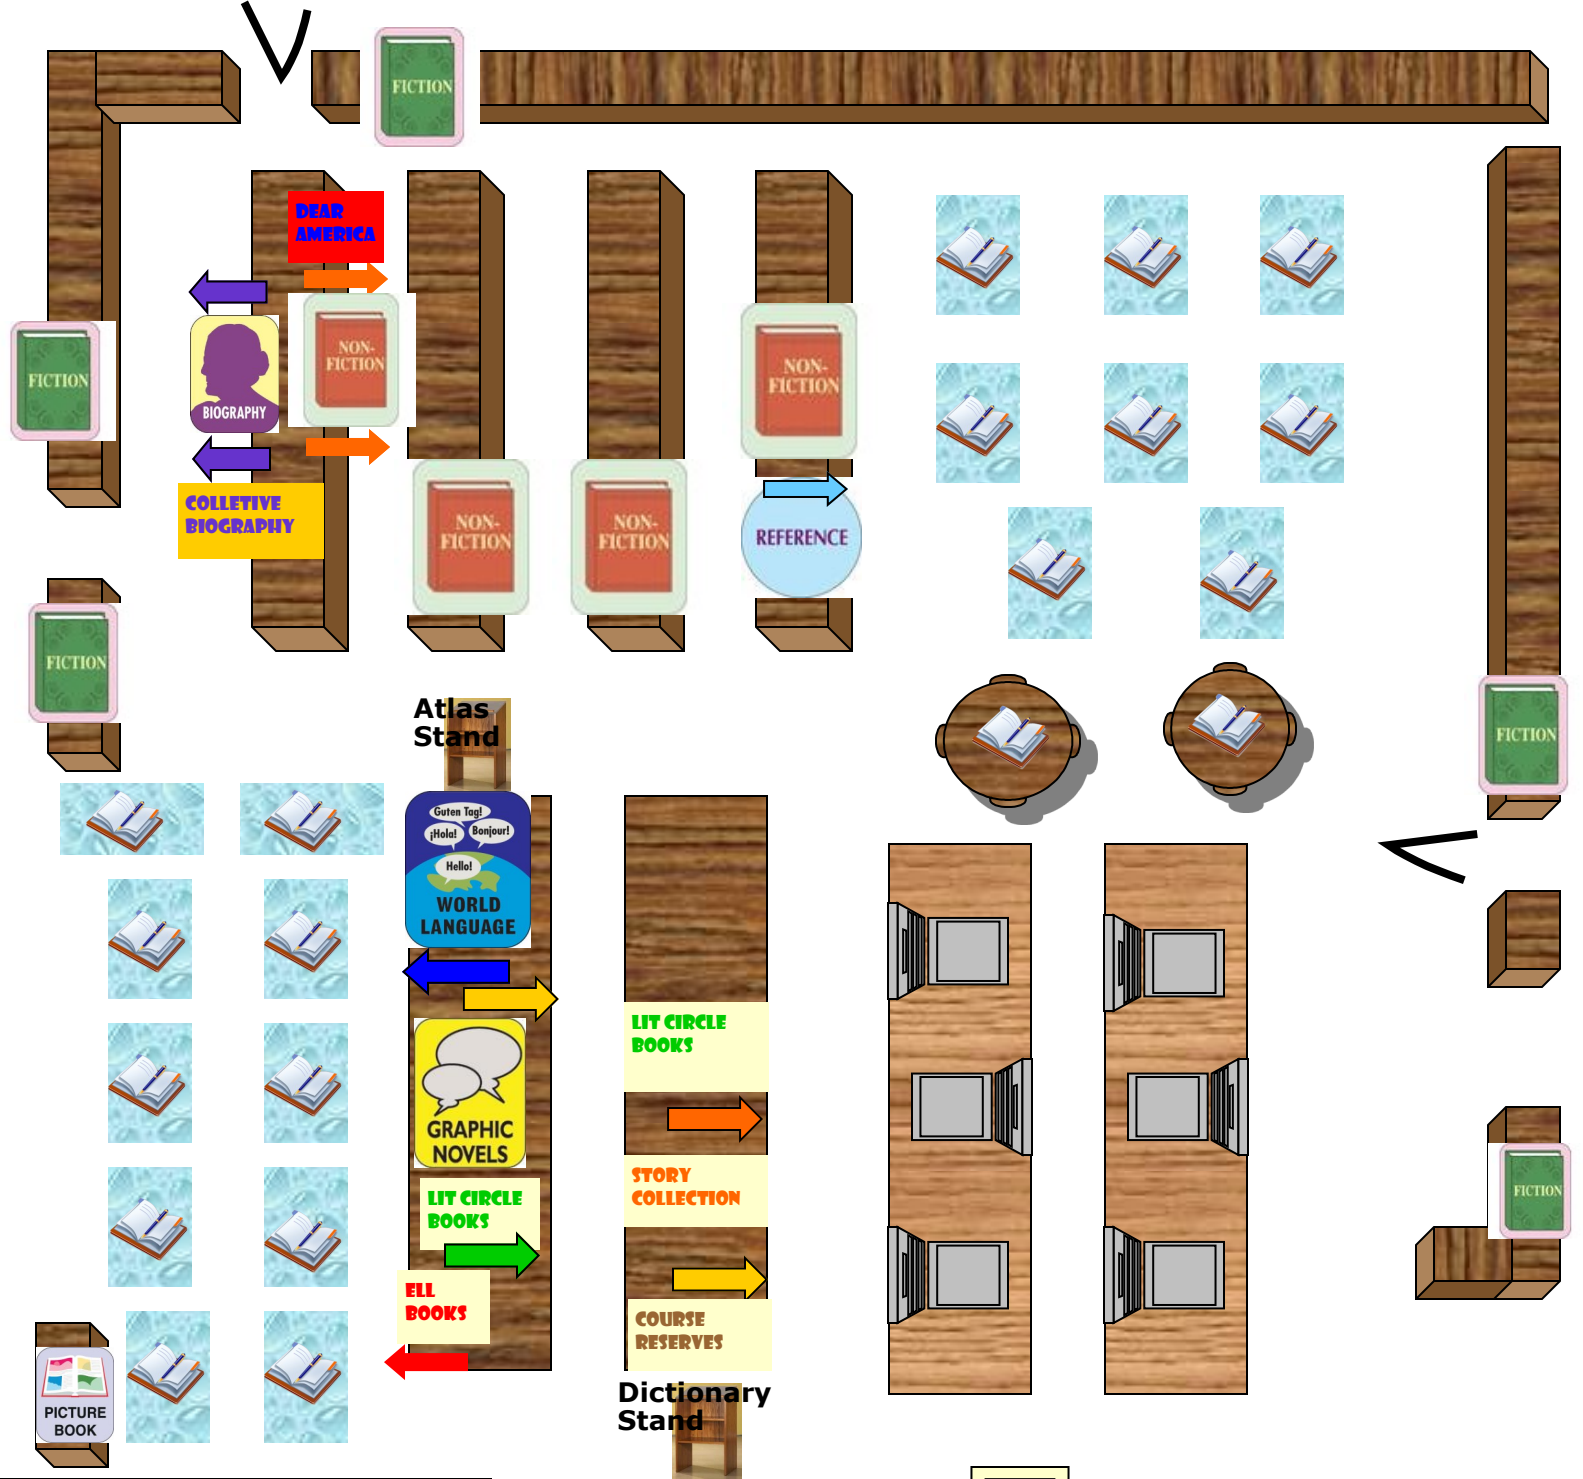 FICTION
DEAR
AMERICA
NON-
FICTION
FICTION
BIOGRAPHY
NON-
FICTION
COLLETIVE
BIOGRAPHY
NON-
FICTION
NON-
FICTION
REFERENCE
FICTION
Atlas
Stand
FICTION
Guten Tag!
¡Hola!
Bonjour!
Hello!
WORLD
LANGUAGE
LIT CIRCLE
BOOKS
GRAPHIC
NOVELS
STORY
COLLECTION
FICTION
LIT CIRCLE
BOOKS
ELL
BOOKS
COURSE
RESERVES
PICTURE
BOOK
Dictionary
Stand